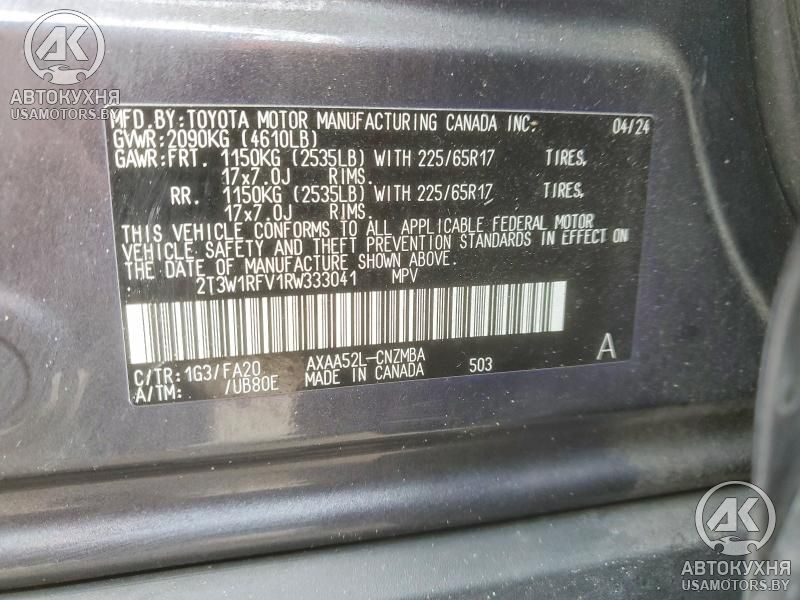 АК
АВТОКУХНЯ
USAMOTORS.BY
MFD.BY:TOYOTA MOTOR MANUFACTURING CANADA INC. 04/24
GVWR:2090KG (4610LB)
GAWR:FRT. 1150KG (2535LB) WITH 225/65R17 TIRES,
17x7.0J RIMS.
RR. 1150KG (2535LB) WITH 225/65R17 TIRES,
17x7.0J RIMS.
THIS VEHICLE CONFORMS TO ALL APPLICABLE FEDERAL MOTOR
VEHICLE SAFETY AND THEFT PREVENTION STANDARDS IN EFFECT ON
THE DATE OF MANUFACTURE SHOWN ABOVE.
2T3W1RFV1RW333041 MPV
C/TR:1G3/FA20 AXAA52L-CNZMBA 503 A
A/TM: /UB80E MADE IN CANADA
АК
АВТОКУХНЯ
USAMOTORS.BY